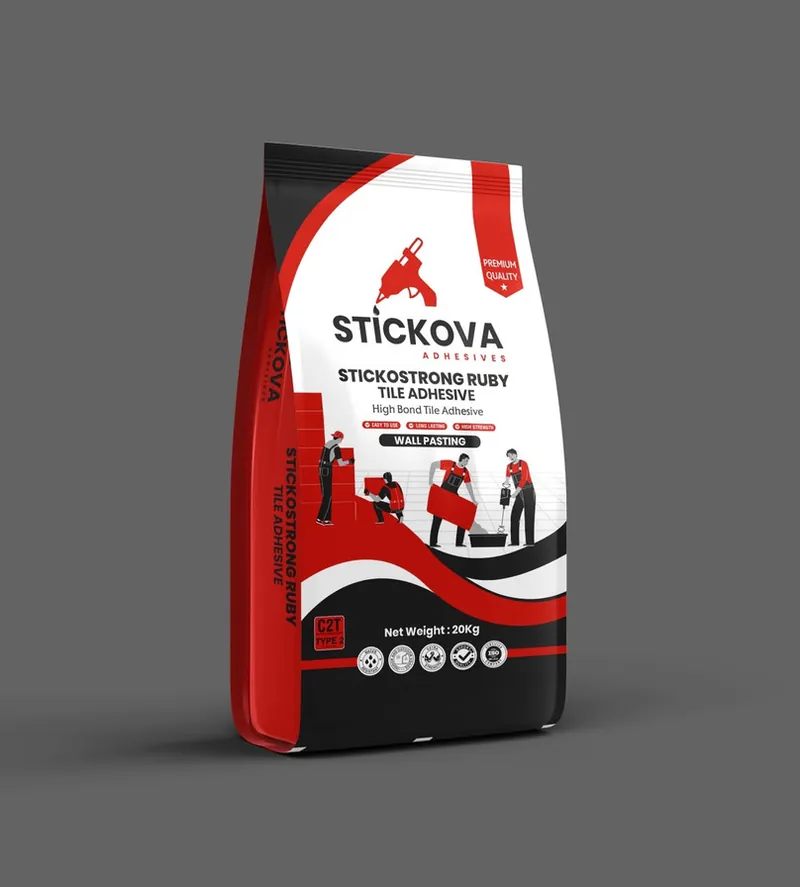 PREMIUM
QUALITY
STICKOVA
ADHESIVES
STICKOSTRONG RUBY
TILE ADHESIVE
High Bond Tile Adhesive
EASY TO USE
LONG LASTING
HIGH STRENGTH
WALL PASTING
C2T
TYPE 2
Net Weight : 20Kg
ISO
STICKOVA
ADHESIVES
STICKOSTRONG RUBY
TILE ADHESIVE